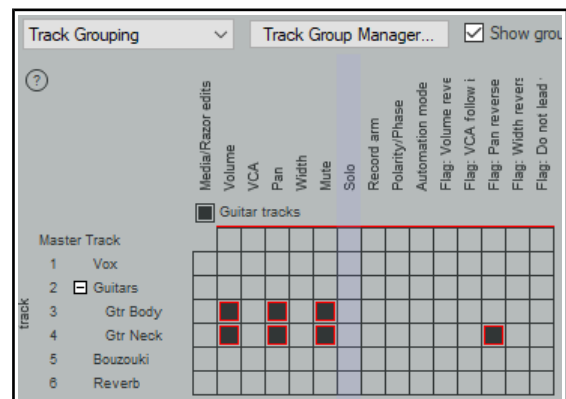 Track Grouping
Track Group Manager...
Show grou
?
Media/Razor edits
Volume
VCA
Pan
Width
Mute
Solo
Record arm
Polarity/Phase
Automation mode
Flag: Volume reve
Flag: VCA follow i
Flag: Pan reverse
Flag: Width revers
Flag: Do not lead
Guitar tracks
Master Track
track
1 Vox
2 Guitars
3 Gtr Body
4 Gtr Neck
5 Bouzouki
6 Reverb